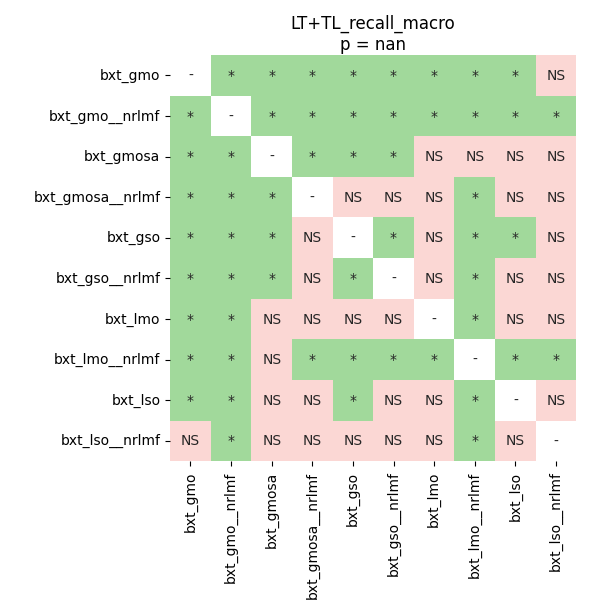 LT+TL_recall_macro
p = nan
bxt_gmo - * * * * * * * * NS
bxt_gmo__nrlmf * - * * * * * * * *
bxt_gmosa * * - * * * NS NS NS NS
bxt_gmosa__nrlmf * * * - NS NS NS * NS NS
bxt_gso * * * NS - * NS * * NS
bxt_gso__nrlmf * * * NS * - NS * NS NS
bxt_lmo * * NS NS NS NS - * NS NS
bxt_lmo__nrlmf * * NS * * * * - * *
bxt_lso * * NS NS * NS NS * - NS
bxt_lso__nrlmf NS * NS NS NS NS NS * NS -
bxt_gmo
bxt_gmo__nrlmf
bxt_gmosa
bxt_gmosa__nrlmf
bxt_gso
bxt_gso__nrlmf
bxt_lmo
bxt_lmo__nrlmf
bxt_lso
bxt_lso__nrlmf